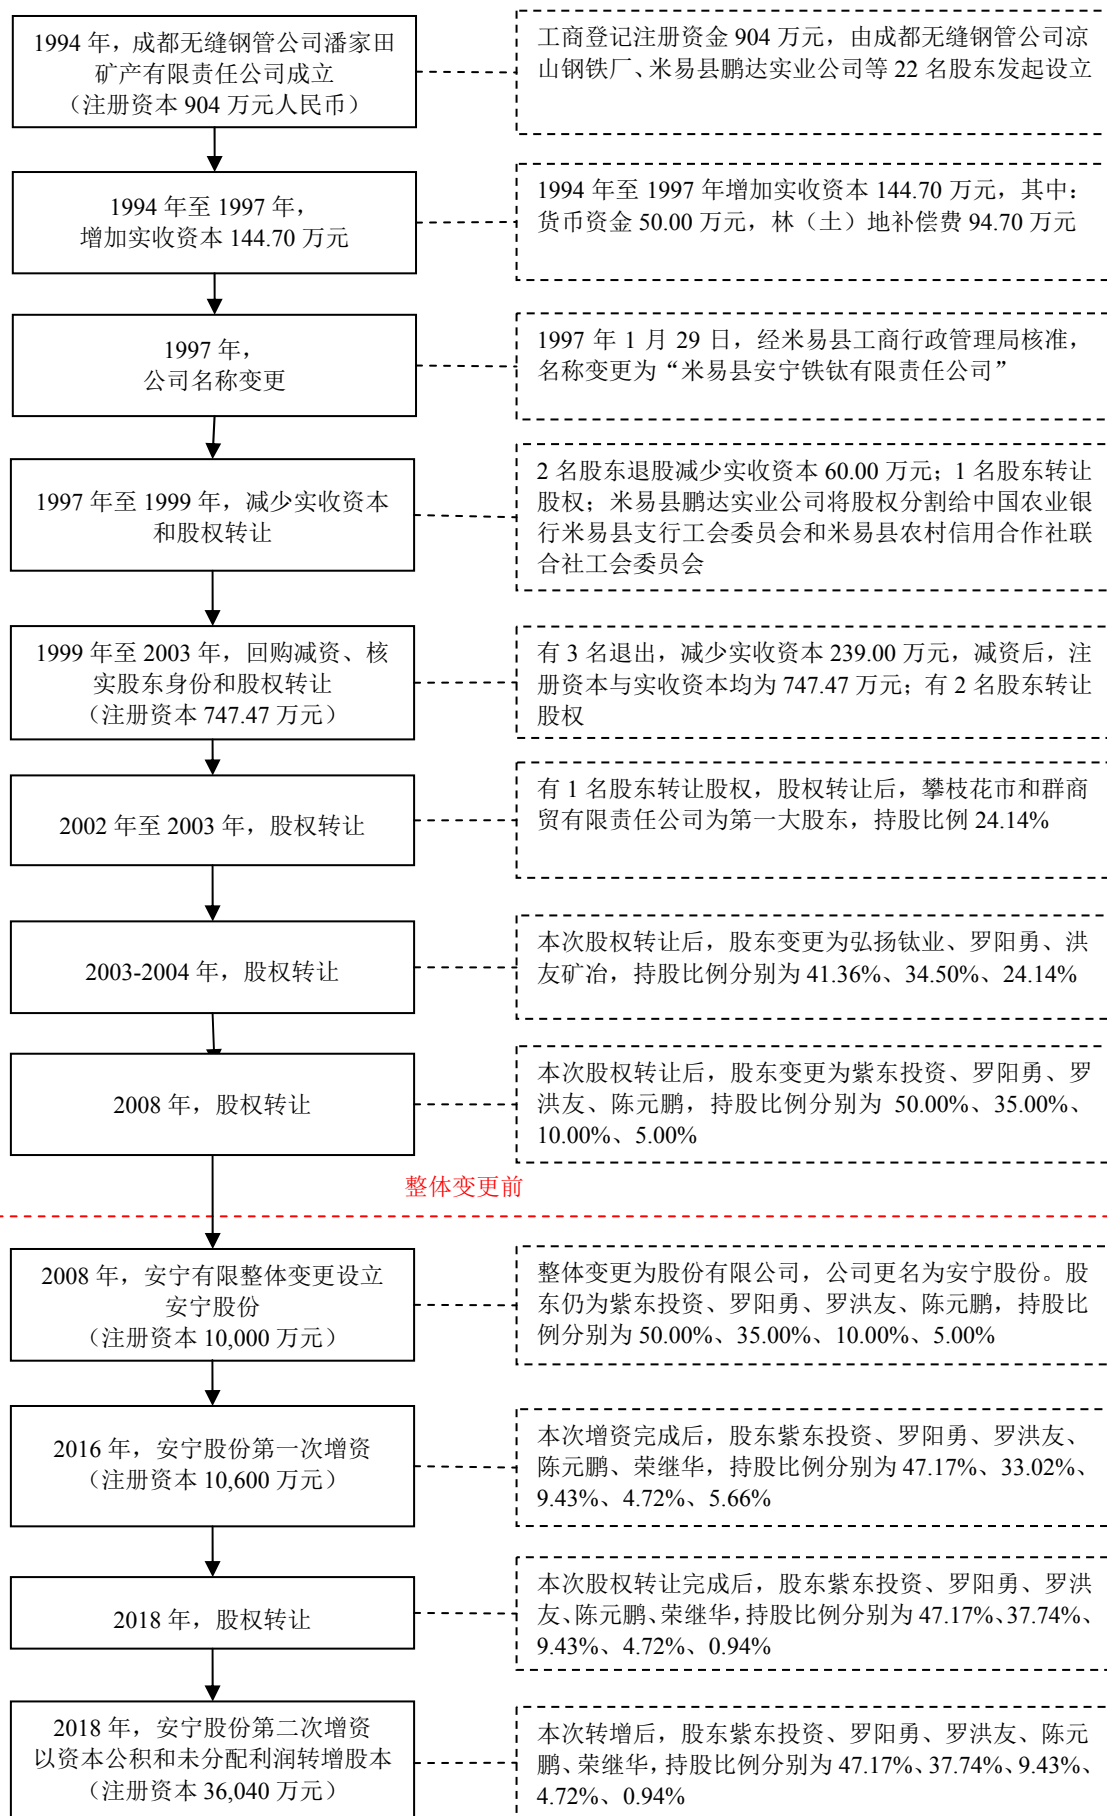 1994 年，成都无缝钢管公司潘家田
矿产有限责任公司成立
（注册资本 904 万元人民币）
工商登记注册资金 904 万元，由成都无缝钢管公司凉
山钢铁厂、米易县鹏达实业公司等 22 名股东发起设立
1994 年至 1997 年，
增加实收资本 144.70 万元
1994 年至 1997 年增加实收资本 144.70 万元，其中：
货币资金 50.00 万元，林（土）地补偿费 94.70 万元
1997 年，
公司名称变更
1997 年 1 月 29 日，经米易县工商行政管理局核准，
名称变更为“米易县安宁铁钛有限责任公司”
1997 年至 1999 年，减少实收资本
和股权转让
2 名股东退股减少实收资本 60.00 万元；1 名股东转让
股权；米易县鹏达实业公司将股权分割给中国农业银
行米易县支行工会委员会和米易县农村信用合作社联
合社工会委员会
1999 年至 2003 年，回购减资、核
实股东身份和股权转让
（注册资本 747.47 万元）
有 3 名退出，减少实收资本 239.00 万元，减资后，注
册资本与实收资本均为 747.47 万元；有 2 名股东转让
股权
2002 年至 2003 年，股权转让
有 1 名股东转让股权，股权转让后，攀枝花市和群商
贸有限责任公司为第一大股东，持股比例 24.14%
2003-2004 年，股权转让
本次股权转让后，股东变更为弘扬钛业、罗阳勇、洪
友矿冶，持股比例分别为 41.36%、34.50%、24.14%
2008 年，股权转让
本次股权转让后，股东变更为紫东投资、罗阳勇、罗
洪友、陈元鹏，持股比例分别为 50.00%、35.00%、
10.00%、5.00%
整体变更前
2008 年，安宁有限整体变更设立
安宁股份
（注册资本 10,000 万元）
整体变更为股份有限公司，公司更名为安宁股份。股
东仍为紫东投资、罗阳勇、罗洪友、陈元鹏，持股比
例分别为 50.00%、35.00%、10.00%、5.00%
2016 年，安宁股份第一次增资
（注册资本 10,600 万元）
本次增资完成后，股东紫东投资、罗阳勇、罗洪友、
陈元鹏、荣继华，持股比例分别为 47.17%、33.02%、
9.43%、4.72%、5.66%
2018 年，股权转让
本次股权转让完成后，股东紫东投资、罗阳勇、罗洪
友、陈元鹏、荣继华，持股比例分别为 47.17%、37.74%、
9.43%、4.72%、0.94%
2018 年，安宁股份第二次增资
以资本公积和未分配利润转增股本
（注册资本 36,040 万元）
本次转增后，股东紫东投资、罗阳勇、罗洪友、陈元
鹏、荣继华，持股比例分别为 47.17%、37.74%、9.43%、
4.72%、0.94%